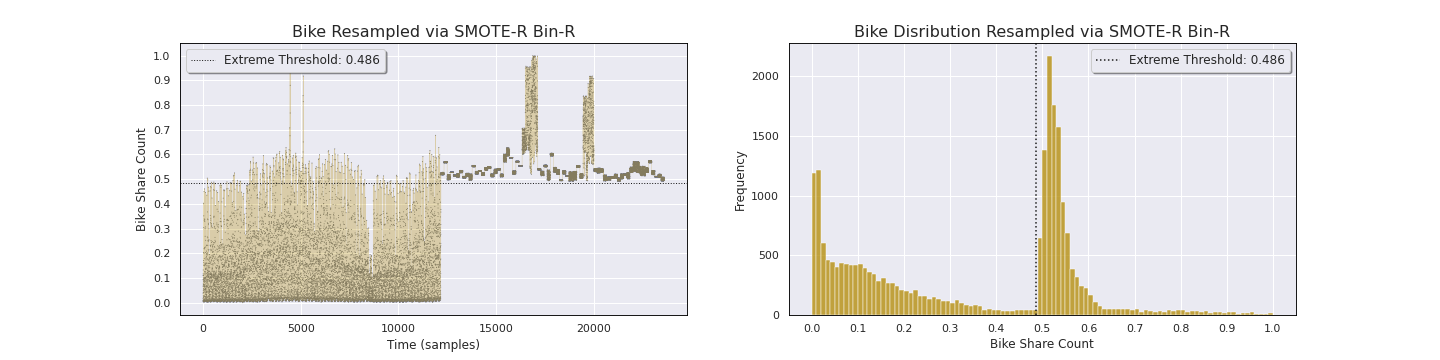 Bike Resampled via SMOTE-R Bin-R
Extreme Threshold: 0.486
Bike Share Count
1.0
0.9
0.8
0.7
0.6
0.5
0.4
0.3
0.2
0.1
0.0
0 5000 10000 15000 20000
Time (samples)
Bike Disribution Resampled via SMOTE-R Bin-R
Extreme Threshold: 0.486
Frequency
2000
1500
1000
500
0
0.0 0.1 0.2 0.3 0.4 0.5 0.6 0.7 0.8 0.9 1.0
Bike Share Count